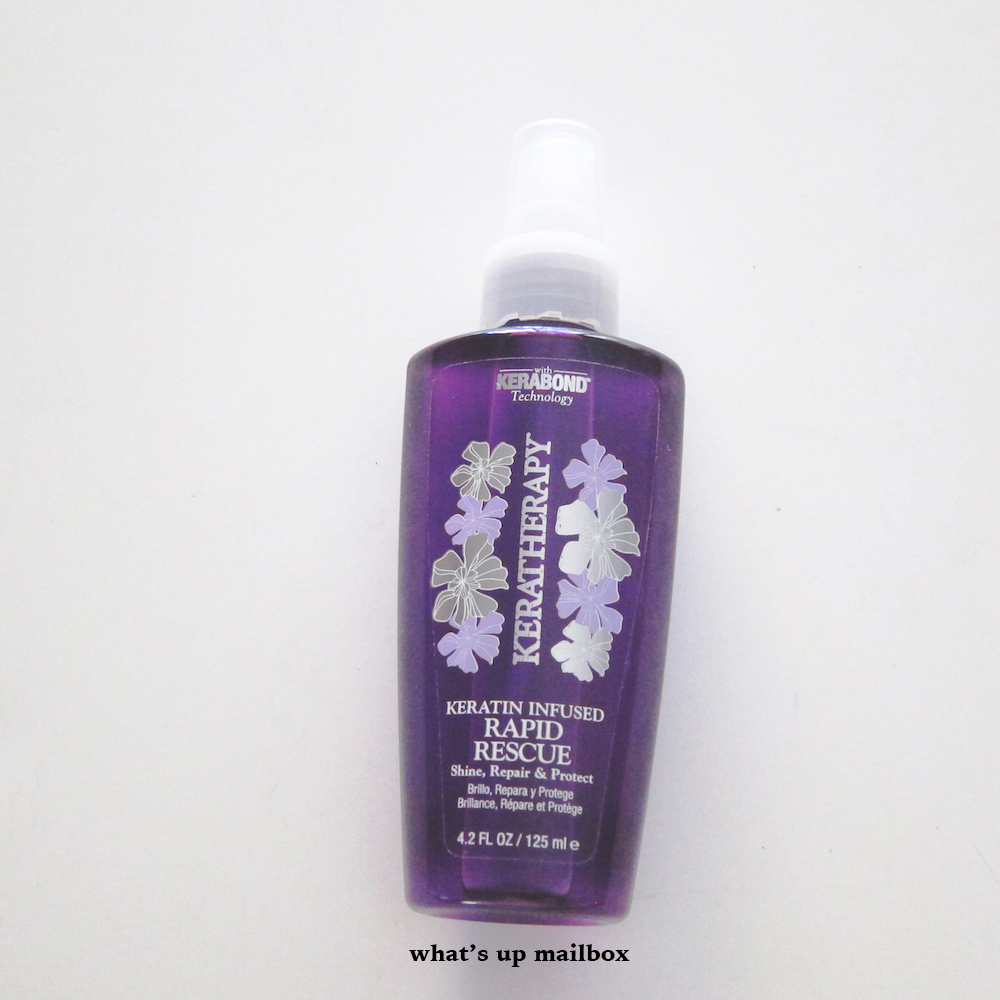 with
KERABOND™
Technology
KERATHERAPY
KERATIN INFUSED
RAPID
RESCUE
Shine, Repair & Protect
Brillo, Repara y Protege
Brillance, Répare et Protège
4.2 FL OZ / 125 ml ℮
what's up mailbox